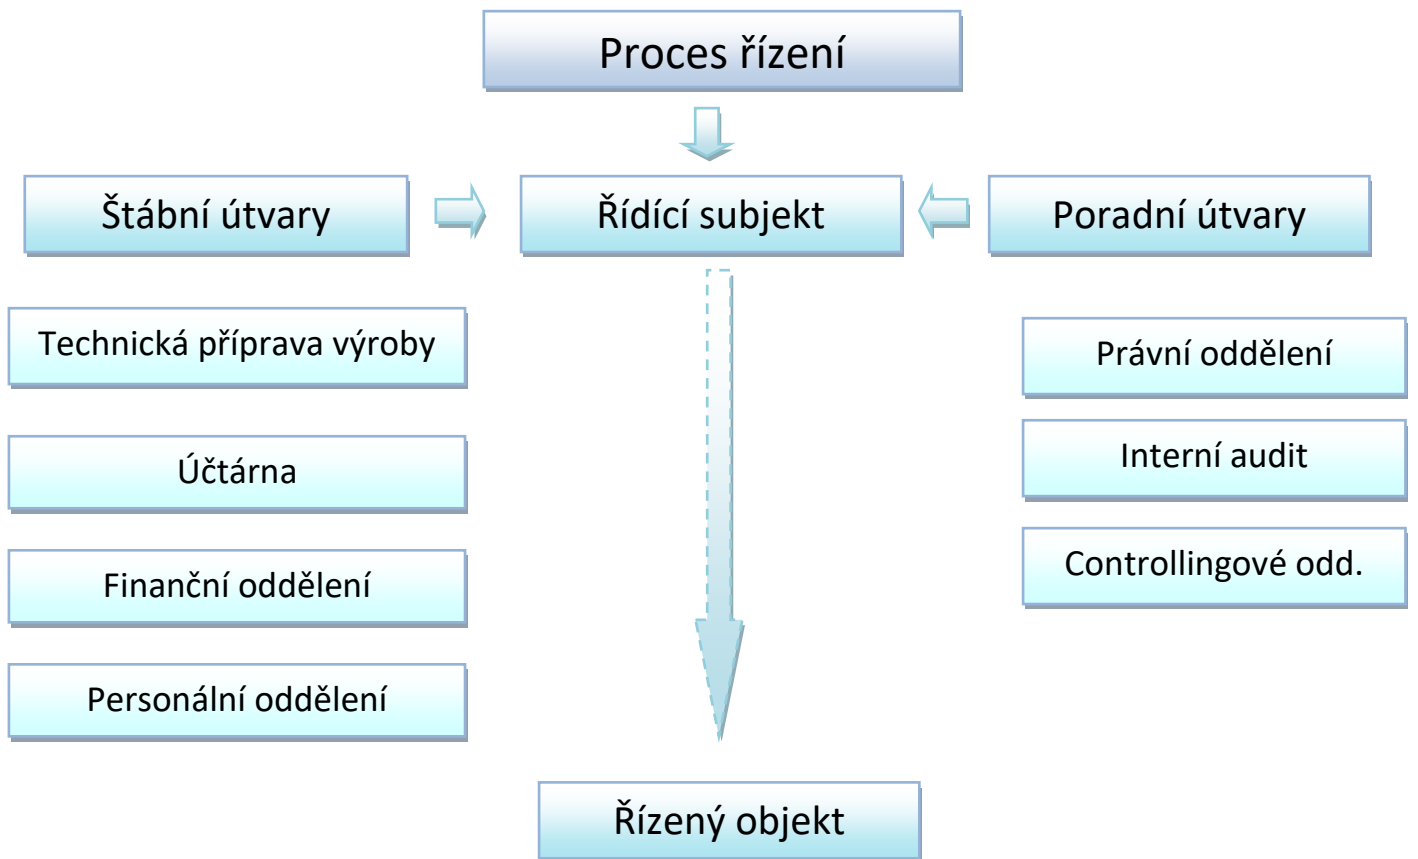 Proces řízení
Štábní útvary
Řídící subjekt
Poradní útvary
Technická příprava výroby
Účtárna
Finanční oddělení
Personální oddělení
Právní oddělení
Interní audit
Controllingové odd.
Řízený objekt